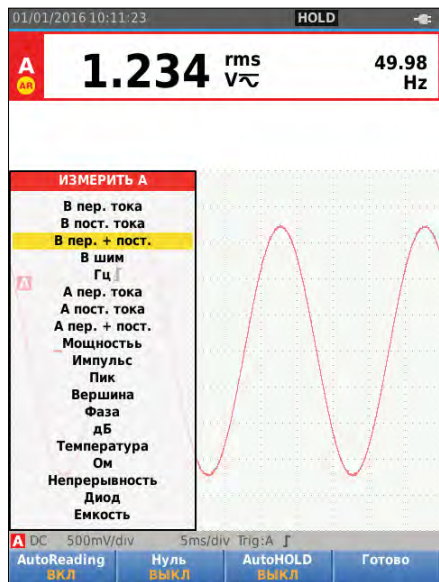 01/01/2016 10:11:23 HOLD
A AR 1.234 rms V 49.98 Hz
ИЗМЕРИТЬ А
В пер. тока
В пост. тока
В пер. + пост.
В шим
Гц
А пер. тока
А пост. тока
А пер. + пост.
Мощностьь
Импульс
Пик
Вершина
Фаза
дБ
Температура
Ом
Непрерывность
Диод
Емкость
A
A DC 500mV/div 5ms/div Trig:A
AutoReading Нуль AutoHOLD Готово
ВКЛ ВЫКЛ ВЫКЛ